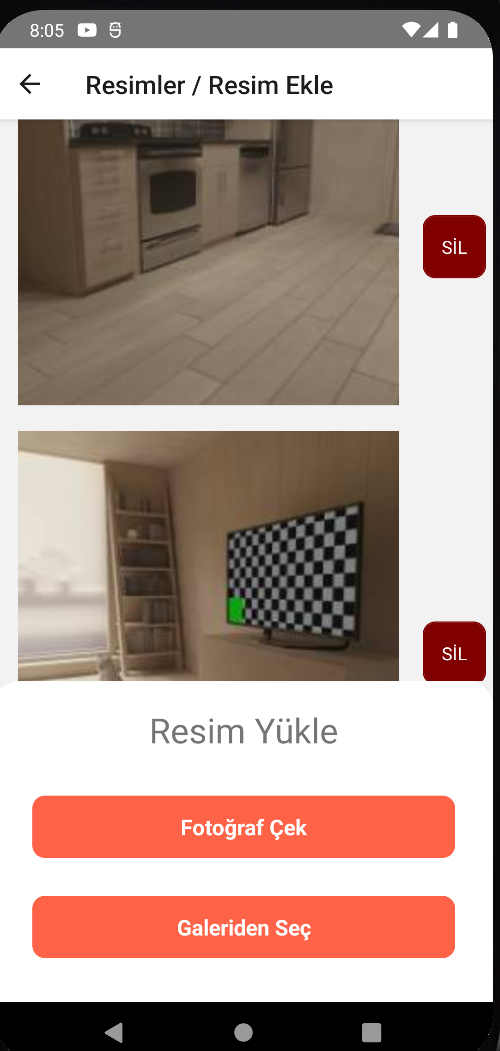 8:05
Resimler / Resim Ekle
SİL
SİL
Resim Yükle
Fotoğraf Çek
Galeriden Seç